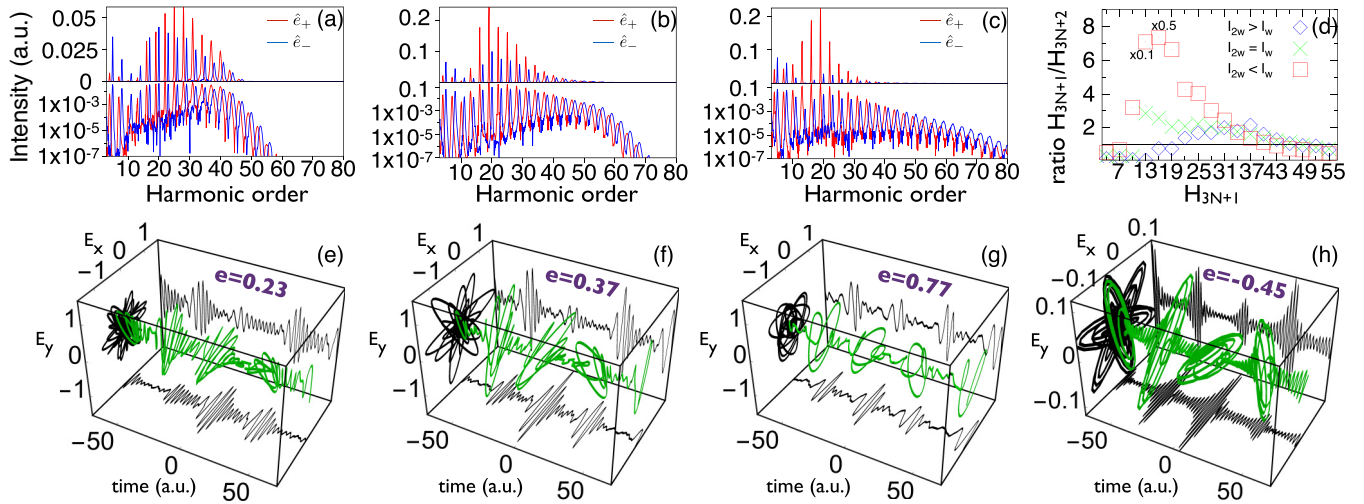 (a)
Intensity (a.u.)
0.05
0
1x10⁻³
1x10⁻⁵
1x10⁻⁷
ê₊
ê₋
10 20 30 40 50 60 70 80
Harmonic order
(b)
0.2
0.1
0
0.1
1x10⁻³
1x10⁻⁵
1x10⁻⁷
ê₊
ê₋
10 20 30 40 50 60 70 80
Harmonic order
(c)
0.2
0.1
0
0.1
1x10⁻³
1x10⁻⁵
1x10⁻⁷
ê₊
ê₋
10 20 30 40 50 60 70 80
Harmonic order
(d)
ratio H₃N+1/H₃N+2
8
6
4
2
x0.5
x0.1
I₂w > Iw
I₂w = Iw
I₂w < Iw
7 13 19 25 31 37 43 49 55
H₃N+1
(e)
e=0.23
Eₓ
1
0
−1
Ey
1
0
−1
−50
0
50
time (a.u.)
(f)
e=0.37
Eₓ
1
0
−1
Ey
1
0
−1
−50
0
50
time (a.u.)
(g)
e=0.77
Eₓ
1
0
−1
Ey
1
0
−1
−50
0
50
time (a.u.)
(h)
e=-0.45
Eₓ
0.1
0
−0.1
Ey
0.1
0
−0.1
−50
0
50
time (a.u.)